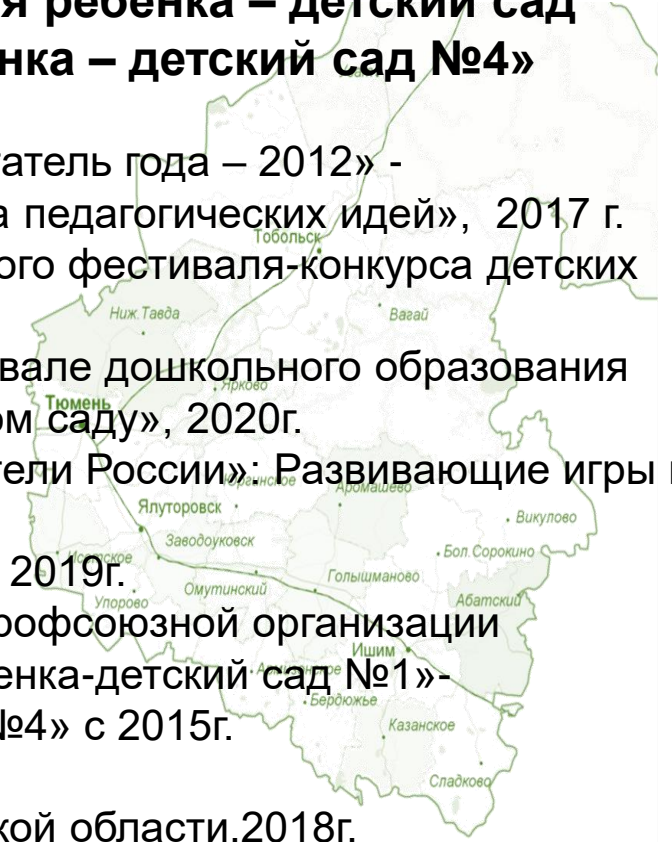 я ребенка – детский сад
нка – детский сад №4»
атель года – 2012» -
а педагогических идей», 2017 г.
Тобольск
ого фестиваля-конкурса детских
Ниж.Тавда
Вагай
вале дошкольного образования
Ярково
Тюмень
ом саду», 2020г.
ели России»: Развивающие игры
Аромашево
Ялуторовск
Викулово
Заводоуковск
Бол.Сорокино
Исетское
2019г.
Голышманово
Омутинский
Упорово
Абатский
рофсоюзной организации
Ишим
енка-детский сад №1»-
Бердюжье
№4» с 2015г.
Казанское
Сладково
кой области.2018г.